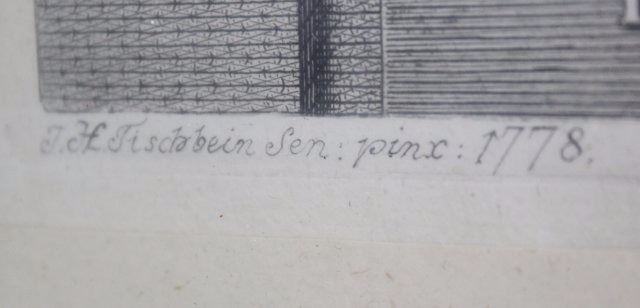 J. H. Tischbein Sen: pinx: 1778.